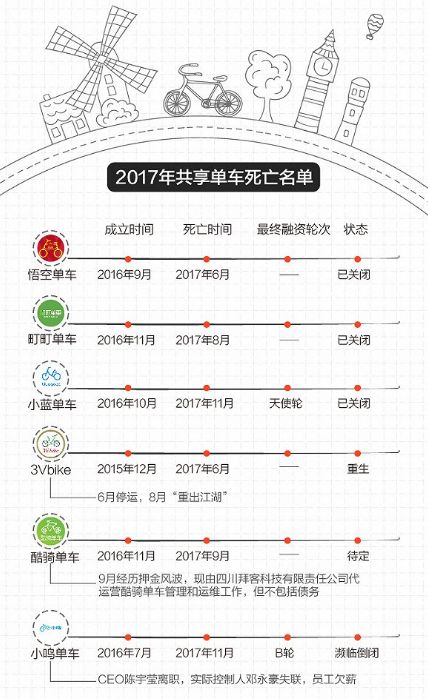 2017年共享单车死亡名单
成立时间 死亡时间 最终融资轮次 状态
悟空单车 2016年9月 2017年6月 —— 已关闭
町町单车
町町单车 2016年11月 2017年8月 —— 已关闭
小蓝单车 2016年10月 2017年11月 天使轮 已关闭
3Vbike 2015年12月 2017年6月 —— 重生
6月停运，8月“重出江湖”
酷骑单车
酷骑单车 2016年11月 2017年9月 —— 待定
9月经历押金风波，现由四川拜客科技有限责任公司代
运营酷骑单车管理和运维工作，但不包括债务
小鸣单车 2016年7月 2017年11月 B轮 濒临倒闭
CEO陈宇莹离职，实际控制人邓永豪失联，员工欠薪